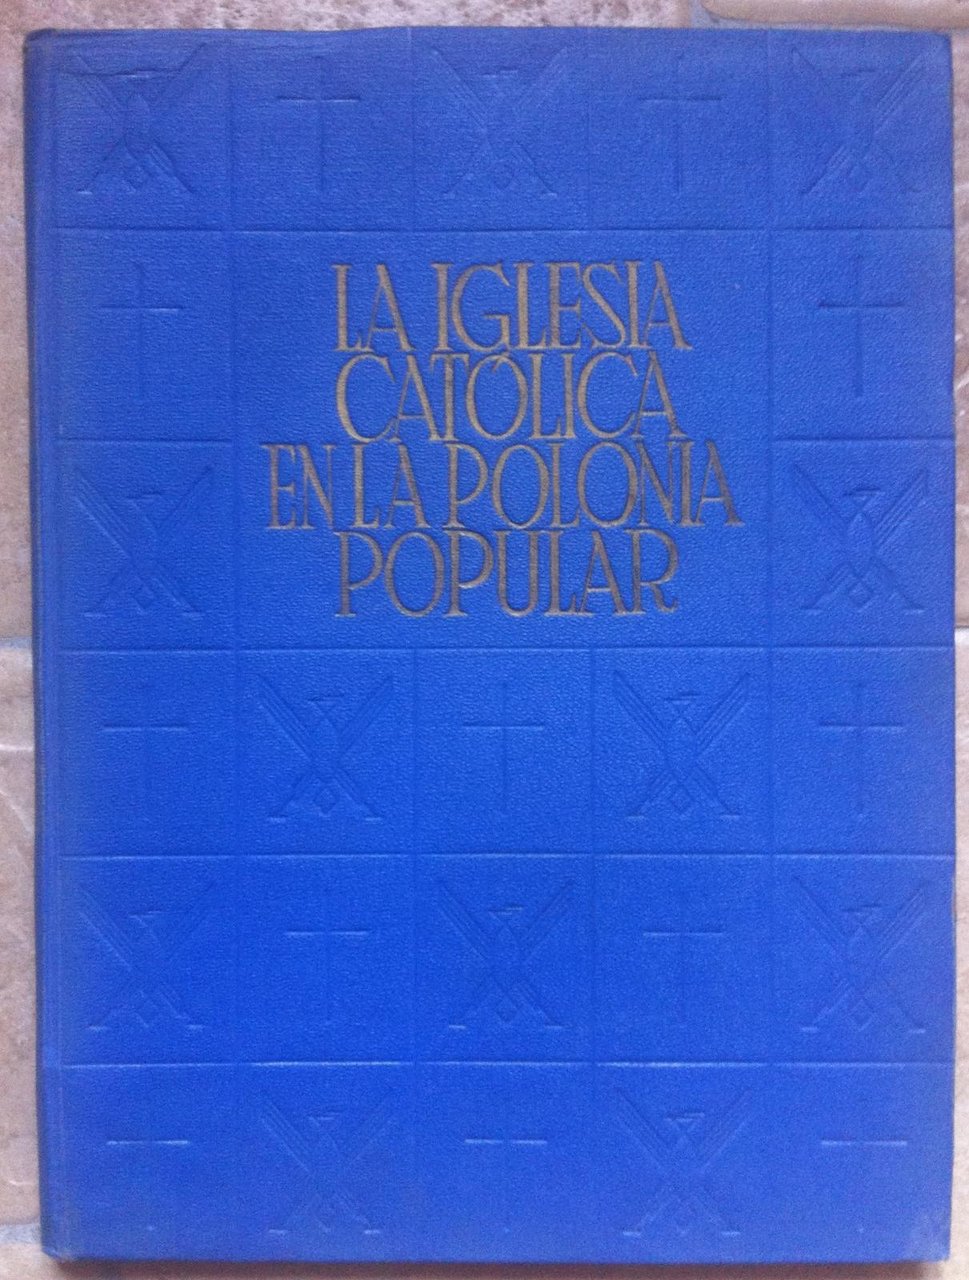 LA IGLESIA
CATÓLICA
EN LA POLONIA
POPULAR